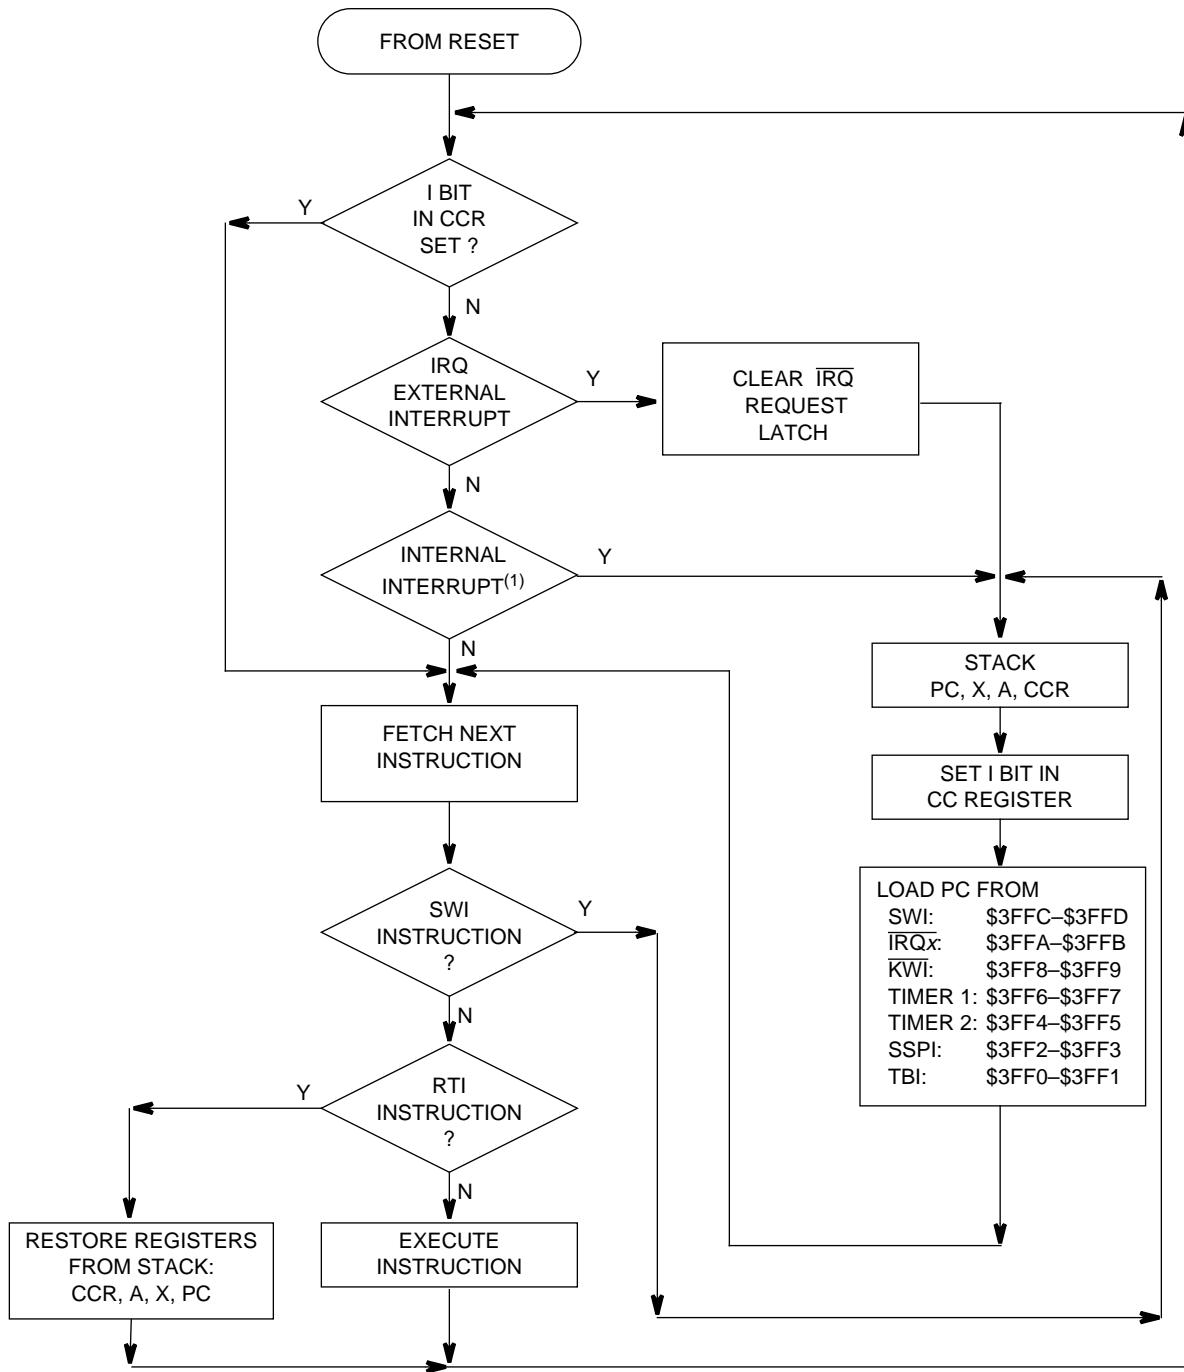 FROM RESET
I BIT
IN CCR
SET ?
Y
N
IRQ
EXTERNAL
INTERRUPT
Y
CLEAR I̅R̅Q̅
REQUEST
LATCH
N
INTERNAL
INTERRUPT(1)
Y
N
STACK
PC, X, A, CCR
FETCH NEXT
INSTRUCTION
SET I BIT IN
CC REGISTER
SWI
INSTRUCTION
?
Y
LOAD PC FROM
SWI: $3FFC–$3FFD
I̅R̅Q̅x̅: $3FFA–$3FFB
K̅W̅I̅: $3FF8–$3FF9
TIMER 1: $3FF6–$3FF7
TIMER 2: $3FF4–$3FF5
SSPI: $3FF2–$3FF3
TBI: $3FF0–$3FF1
N
RTI
INSTRUCTION
?
Y
N
RESTORE REGISTERS
FROM STACK:
CCR, A, X, PC
EXECUTE
INSTRUCTION